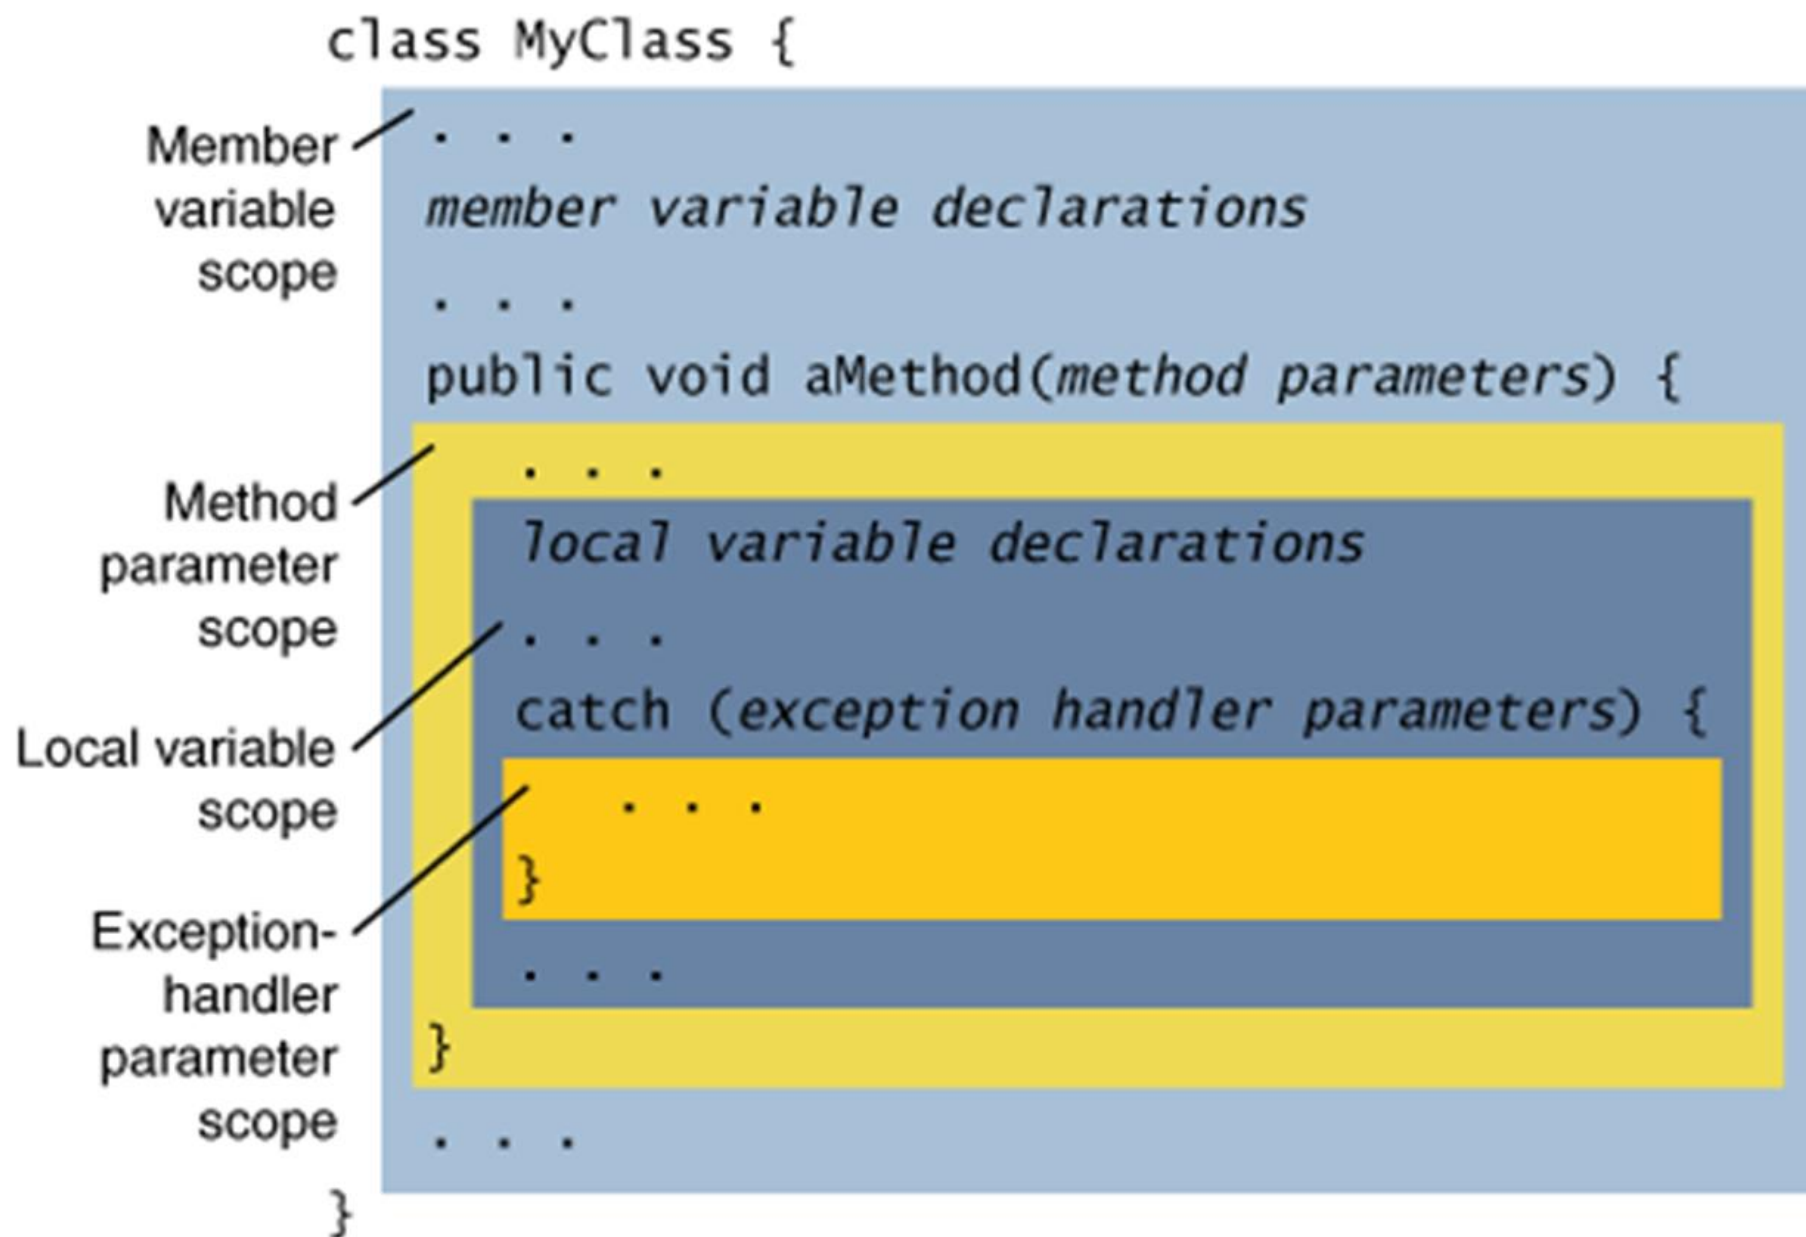 class MyClass {
. . .
Member
variable
scope
member variable declarations
. . .
public void aMethod(method parameters) {
. . .
Method
parameter
scope
local variable declarations
. . .
Local variable
scope
catch (exception handler parameters) {
. . .
}
Exception-
handler
parameter
scope
. . .
}
. . .
}